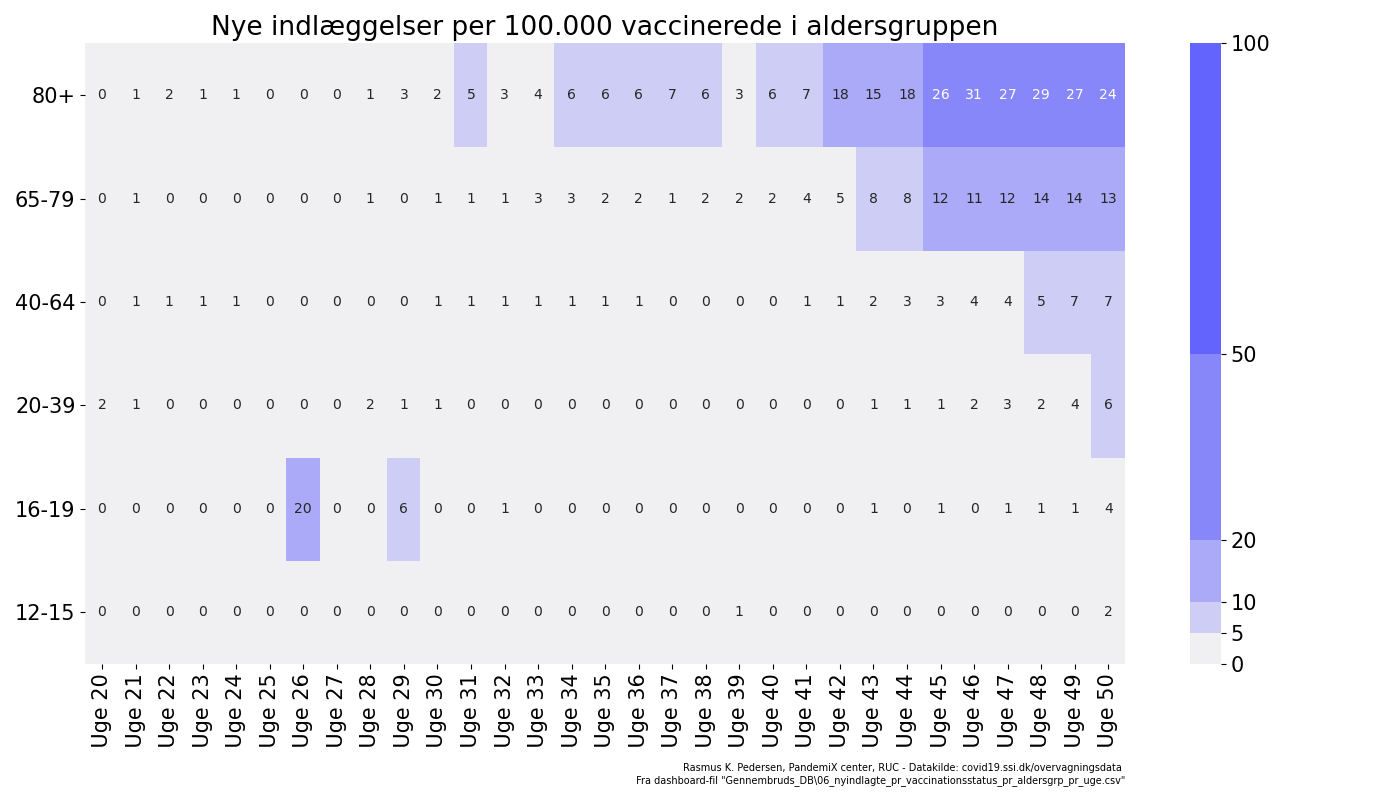 Nye indlæggelser per 100.000 vaccinerede i aldersgruppen
80+ 0 1 2 1 1 0 0 0 1 3 2 5 3 4 6 6 6 7 6 3 6 7 18 15 18 26 31 27 29 27 24
65-79 0 1 0 0 0 0 0 0 1 0 1 1 1 3 3 2 2 1 2 2 2 4 5 8 8 12 11 12 14 14 13
40-64 0 1 1 1 1 0 0 0 0 0 1 1 1 1 1 1 1 0 0 0 0 1 1 2 3 3 4 4 5 7 7
20-39 2 1 0 0 0 0 0 0 2 1 1 0 0 0 0 0 0 0 0 0 0 0 0 1 1 1 2 3 2 4 6
16-19 0 0 0 0 0 0 20 0 0 6 0 0 1 0 0 0 0 0 0 0 0 0 0 1 0 1 0 1 1 1 4
12-15 0 0 0 0 0 0 0 0 0 0 0 0 0 0 0 0 0 0 0 1 0 0 0 0 0 0 0 0 0 0 2
Uge 20
Uge 21
Uge 22
Uge 23
Uge 24
Uge 25
Uge 26
Uge 27
Uge 28
Uge 29
Uge 30
Uge 31
Uge 32
Uge 33
Uge 34
Uge 35
Uge 36
Uge 37
Uge 38
Uge 39
Uge 40
Uge 41
Uge 42
Uge 43
Uge 44
Uge 45
Uge 46
Uge 47
Uge 48
Uge 49
Uge 50
100
50
20
10
5
0
Rasmus K. Pedersen, PandemiX center, RUC - Datakilde: covid19.ssi.dk/overvagningsdata
Fra dashboard-fil "Gennembruds_DB\06_nyindlagte_pr_vaccinationsstatus_pr_aldersgrp_pr_uge.csv"